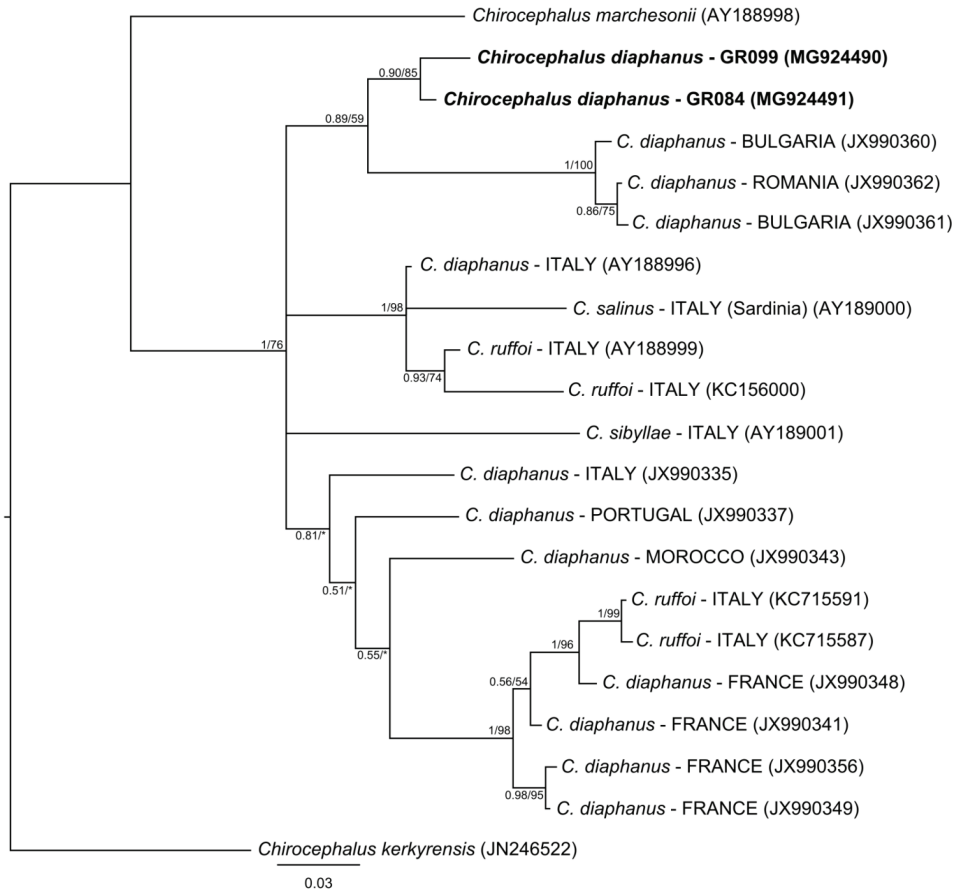 Chirocephalus marchesonii (AY188998)
Chirocephalus diaphanus - GR099 (MG924490)
0.90/85
Chirocephalus diaphanus - GR084 (MG924491)
0.89/59
C. diaphanus - BULGARIA (JX990360)
1/100
C. diaphanus - ROMANIA (JX990362)
0.86/75
C. diaphanus - BULGARIA (JX990361)
C. diaphanus - ITALY (AY188996)
1/98
C. salinus - ITALY (Sardinia) (AY189000)
1/76
C. ruffoi - ITALY (AY188999)
0.93/74
C. ruffoi - ITALY (KC156000)
C. sibyllae - ITALY (AY189001)
C. diaphanus - ITALY (JX990335)
0.81/*
C. diaphanus - PORTUGAL (JX990337)
0.51/*
C. diaphanus - MOROCCO (JX990343)
C. ruffoi - ITALY (KC715591)
1/99
C. ruffoi - ITALY (KC715587)
1/96
0.55/*
C. diaphanus - FRANCE (JX990348)
0.56/54
C. diaphanus - FRANCE (JX990341)
1/98
C. diaphanus - FRANCE (JX990356)
0.98/95
C. diaphanus - FRANCE (JX990349)
Chirocephalus kerkyrensis (JN246522)
0.03